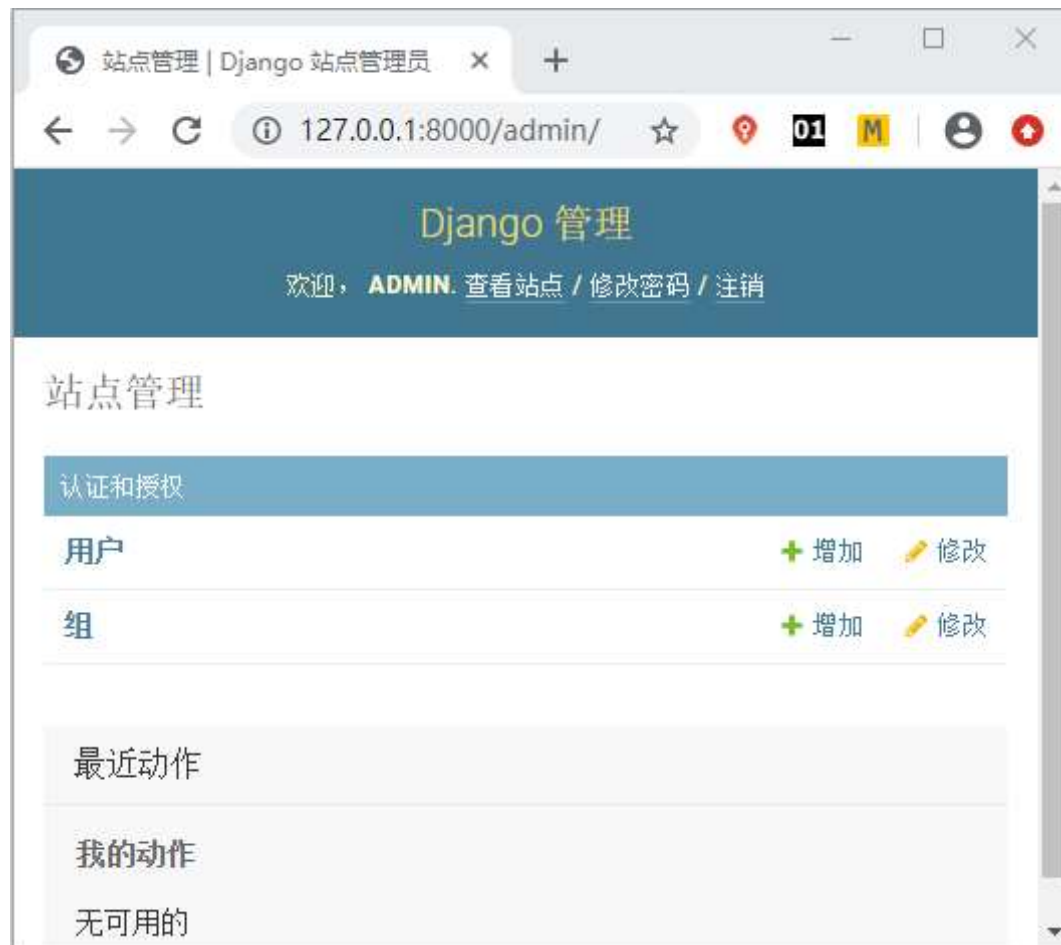 站点管理 | Django 站点管理员
127.0.0.1:8000/admin/
01 M
Django 管理
欢迎，ADMIN. 查看站点 / 修改密码 / 注销
站点管理
认证和授权
用户 增加 修改
组 增加 修改
最近动作
我的动作
无可用的